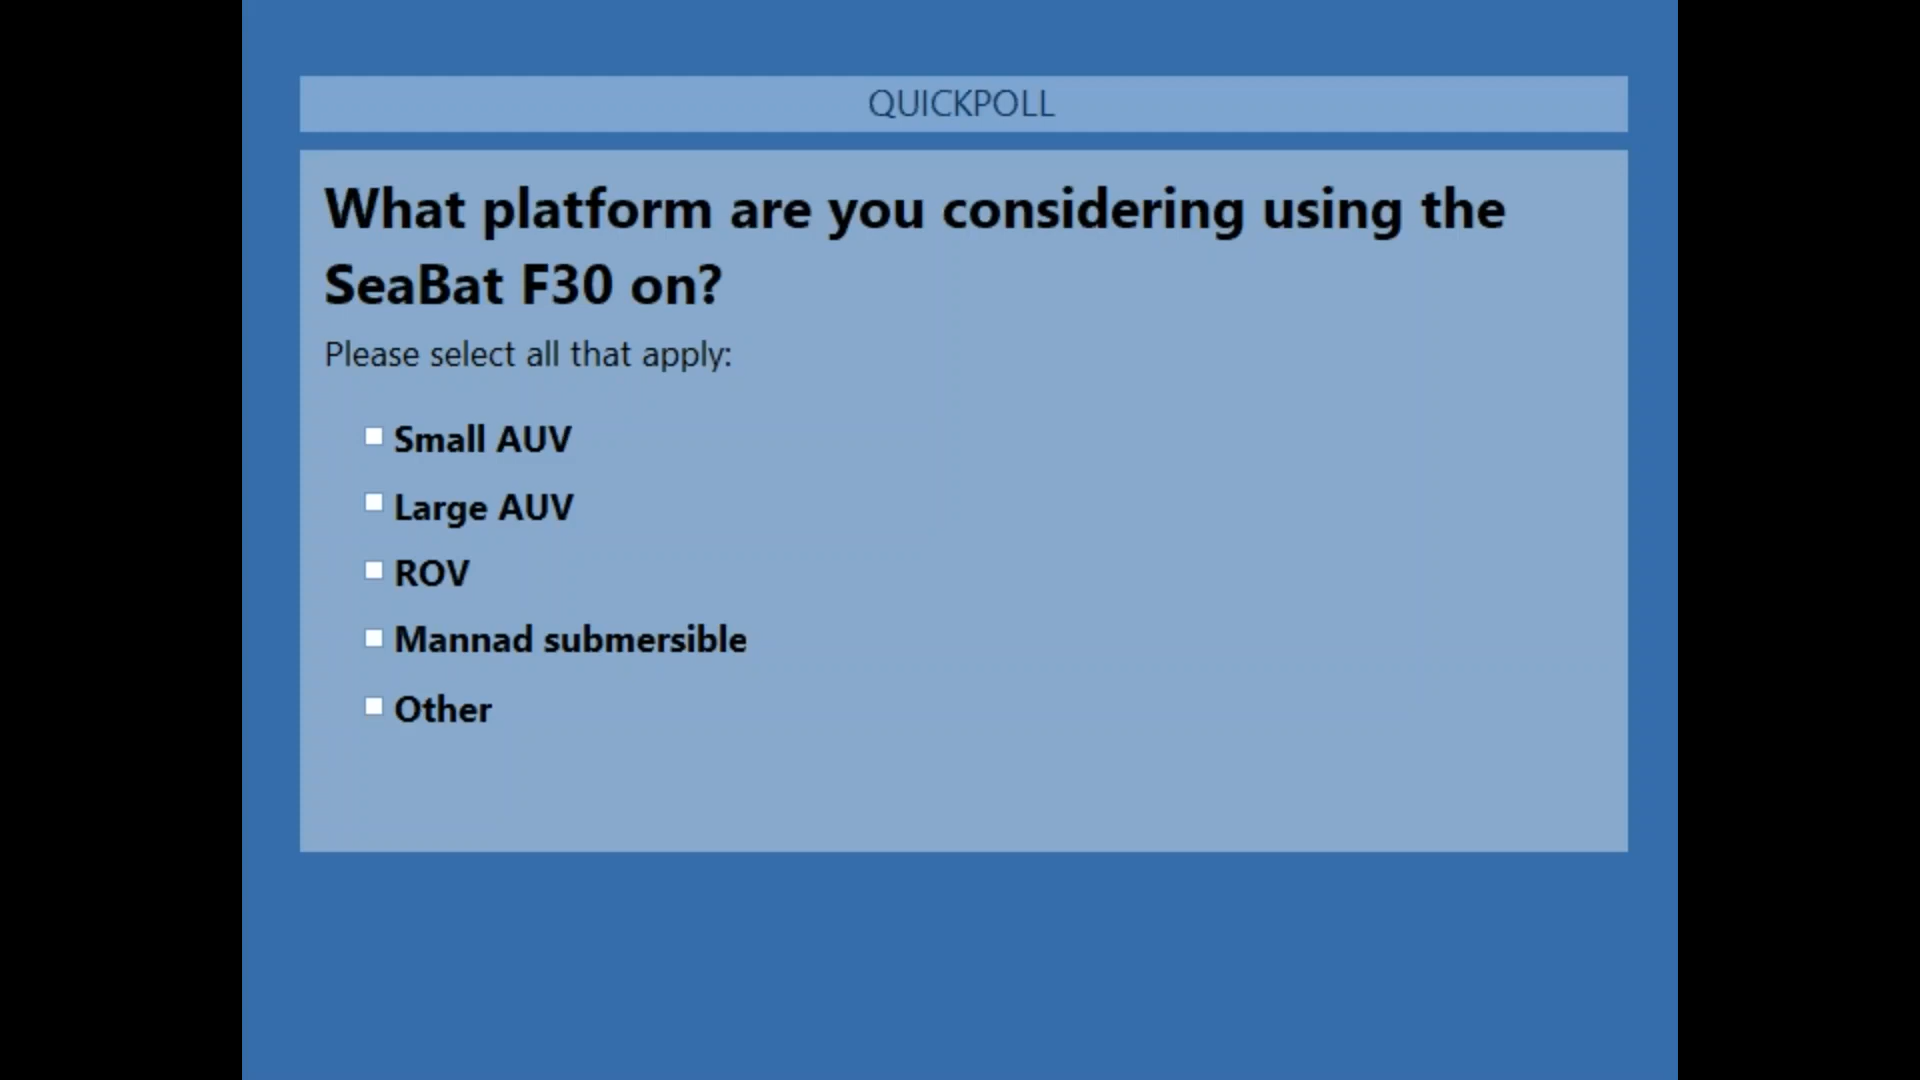 QUICKPOLL
What platform are you considering using the
SeaBat F30 on?
Please select all that apply:
Small AUV
Large AUV
ROV
Mannad submersible
Other